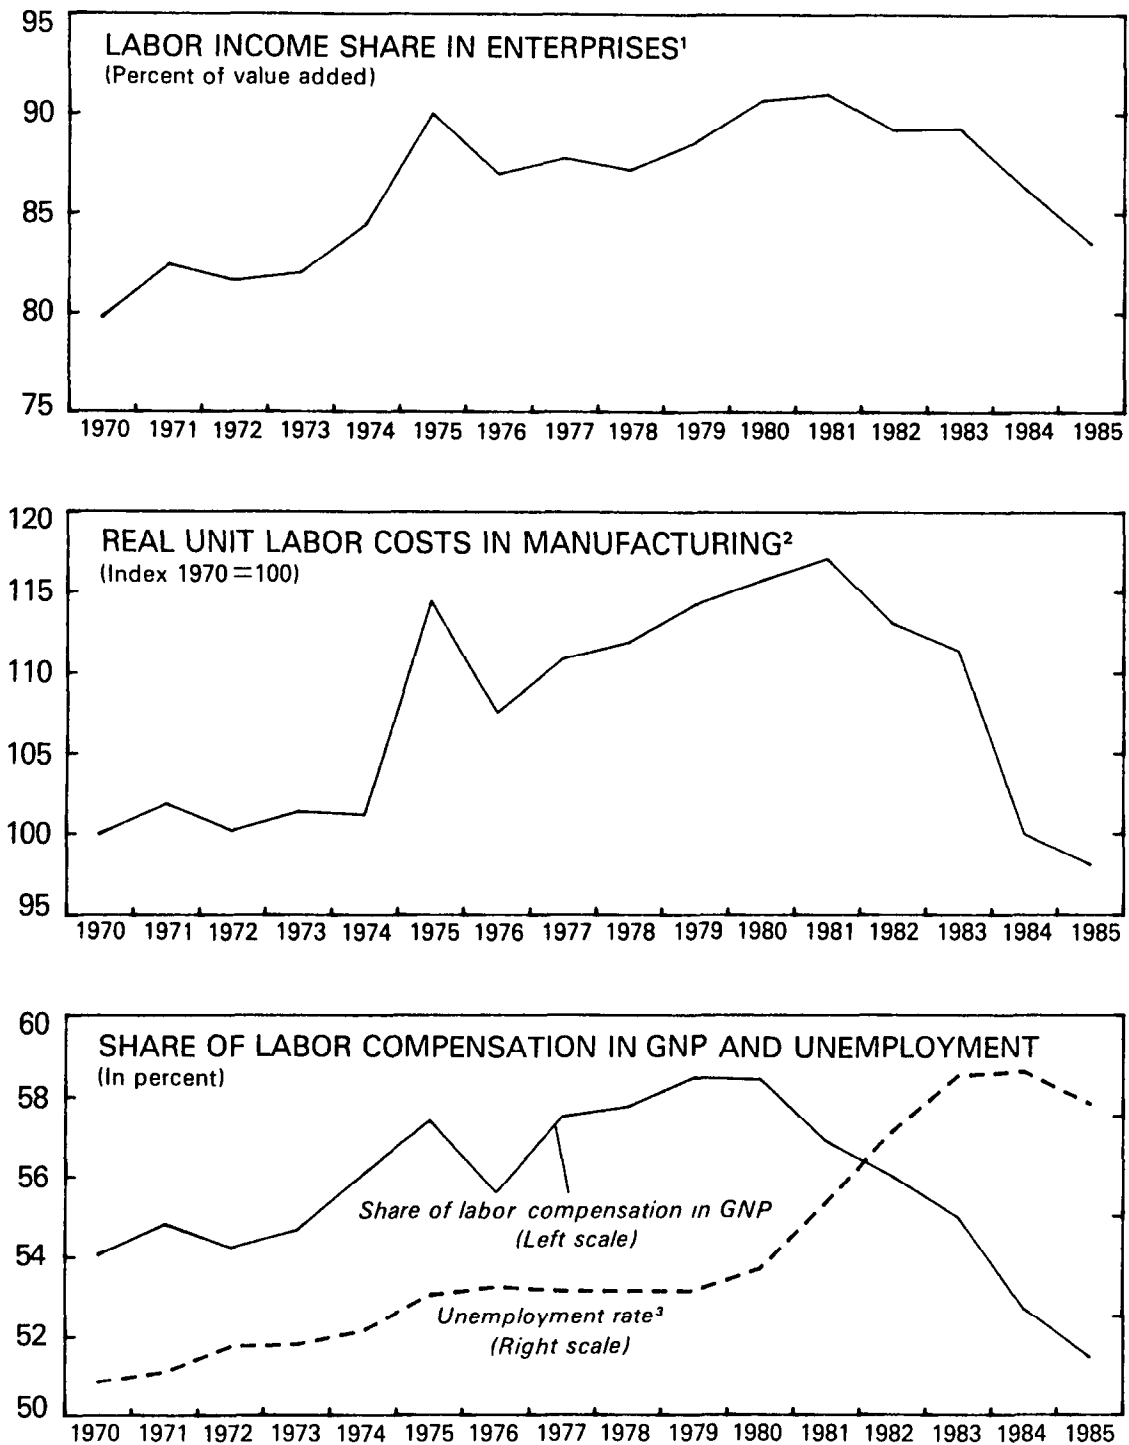 LABOR INCOME SHARE IN ENTERPRISES¹
(Percent of value added)
95
90
85
80
75
1970 1971 1972 1973 1974 1975 1976 1977 1978 1979 1980 1981 1982 1983 1984 1985
REAL UNIT LABOR COSTS IN MANUFACTURING²
(Index 1970=100)
120
115
110
105
100
95
1970 1971 1972 1973 1974 1975 1976 1977 1978 1979 1980 1981 1982 1983 1984 1985
SHARE OF LABOR COMPENSATION IN GNP AND UNEMPLOYMENT
(In percent)
60
58
56
54
52
50
Share of labor compensation in GNP
(Left scale)
Unemployment rate³
(Right scale)
1970 1971 1972 1973 1974 1975 1976 1977 1978 1979 1980 1981 1982 1983 1984 1985